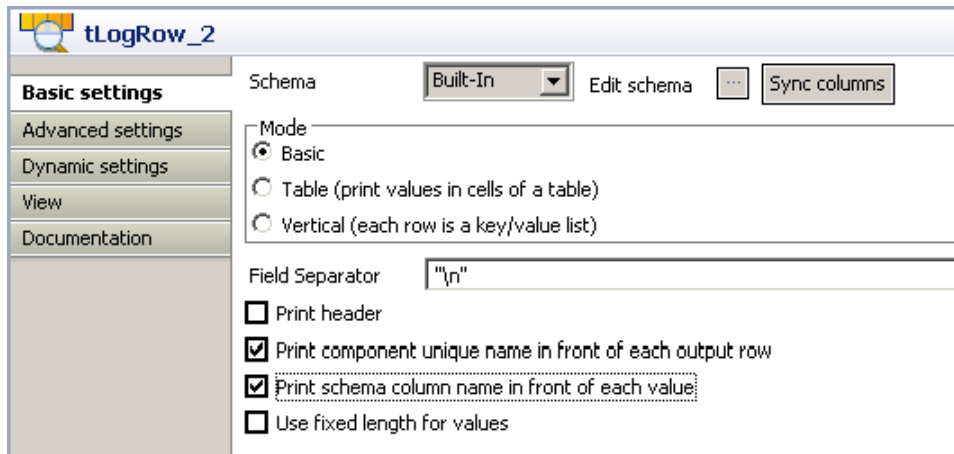 tLogRow_2
Basic settings
Advanced settings
Dynamic settings
View
Documentation
Schema Built-In Edit schema ... Sync columns
Mode
Basic
Table (print values in cells of a table)
Vertical (each row is a key/value list)
Field Separator "\n"
Print header
Print component unique name in front of each output row
Print schema column name in front of each value
Use fixed length for values